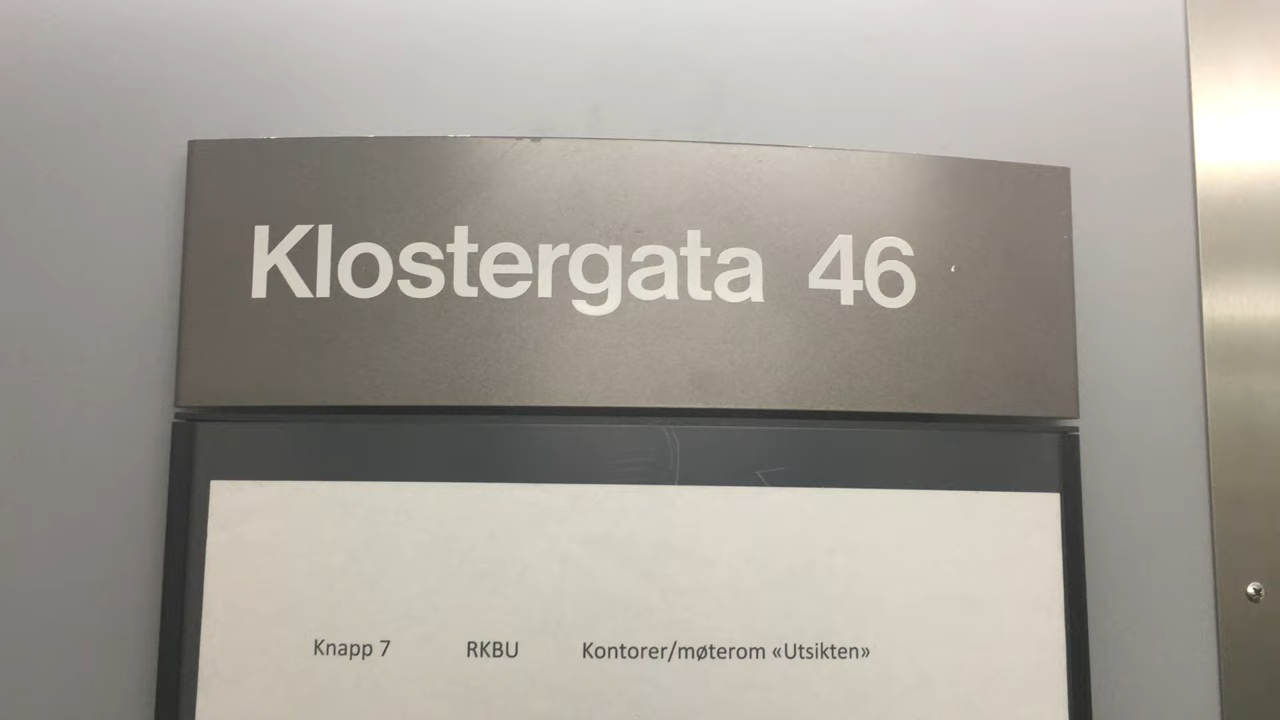 Klostergata 46
Knapp 7 RKBU Kontorer/møterom «Utsikten»